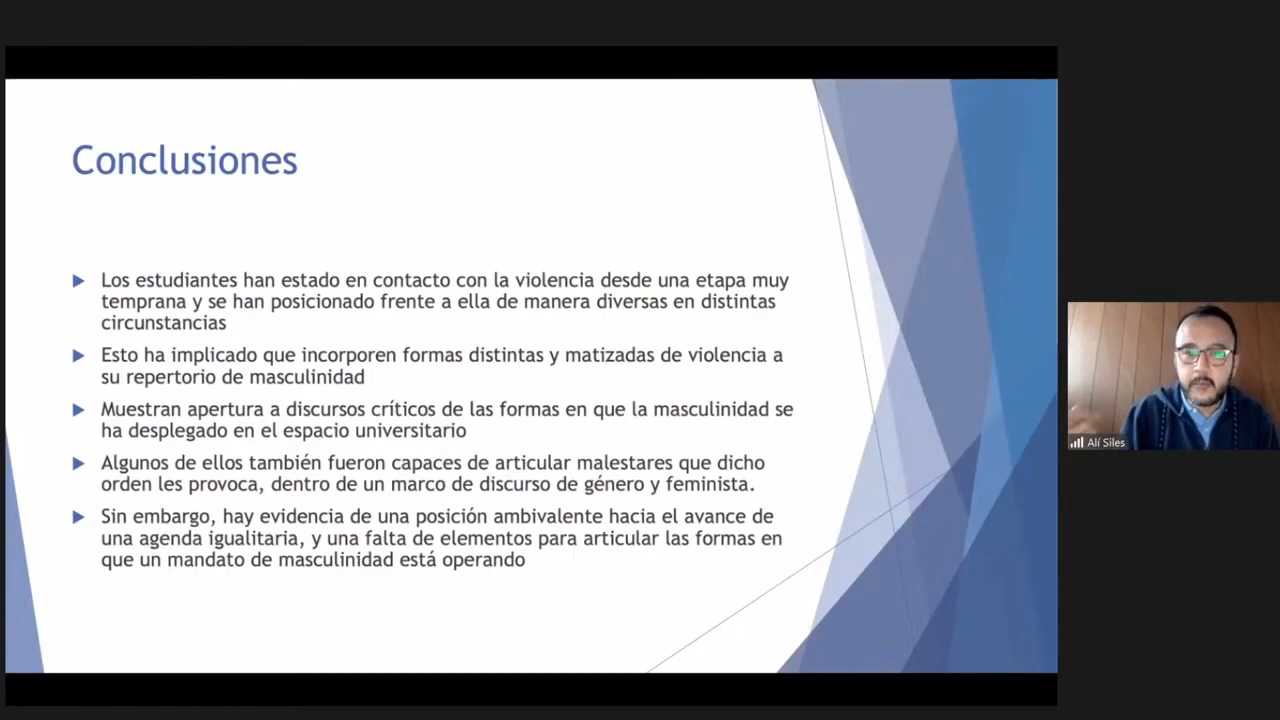 Conclusiones
Los estudiantes han estado en contacto con la violencia desde una etapa muy
temprana y se han posicionado frente a ella de manera diversas en distintas
circunstancias
Esto ha implicado que incorporen formas distintas y matizadas de violencia a
su repertorio de masculinidad
Muestran apertura a discursos críticos de las formas en que la masculinidad se
ha desplegado en el espacio universitario
Algunos de ellos también fueron capaces de articular malestares que dicho
orden les provoca, dentro de un marco de discurso de género y feminista.
Sin embargo, hay evidencia de una posición ambivalente hacia el avance de
una agenda igualitaria, y una falta de elementos para articular las formas en
que un mandato de masculinidad está operando
Alí Siles